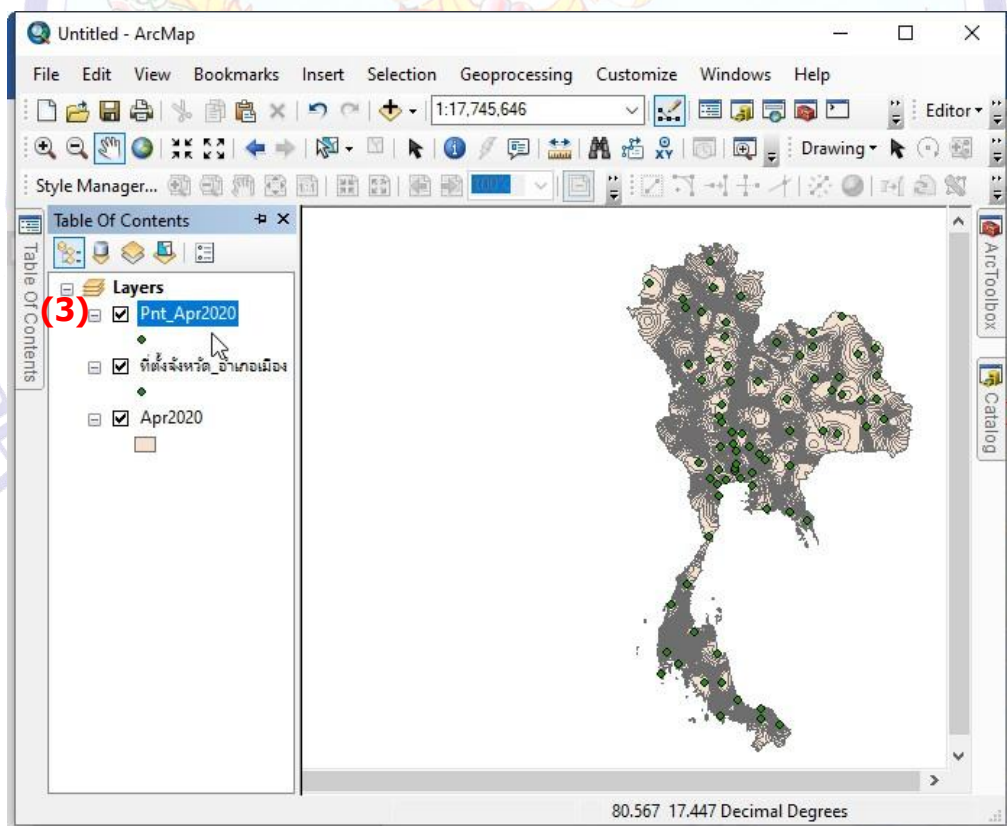 Untitled - ArcMap
File Edit View Bookmarks Insert Selection Geoprocessing Customize Windows Help
1:17,745,646
Editor
Drawing
Style Manager...
100%
Table Of Contents
Table Of Contents
Layers
(3)
Pnt_Apr2020
ที่ตั้งจังหวัด_อำเภอเมือง
Apr2020
ArcToolbox
Catalog
80.567 17.447 Decimal Degrees